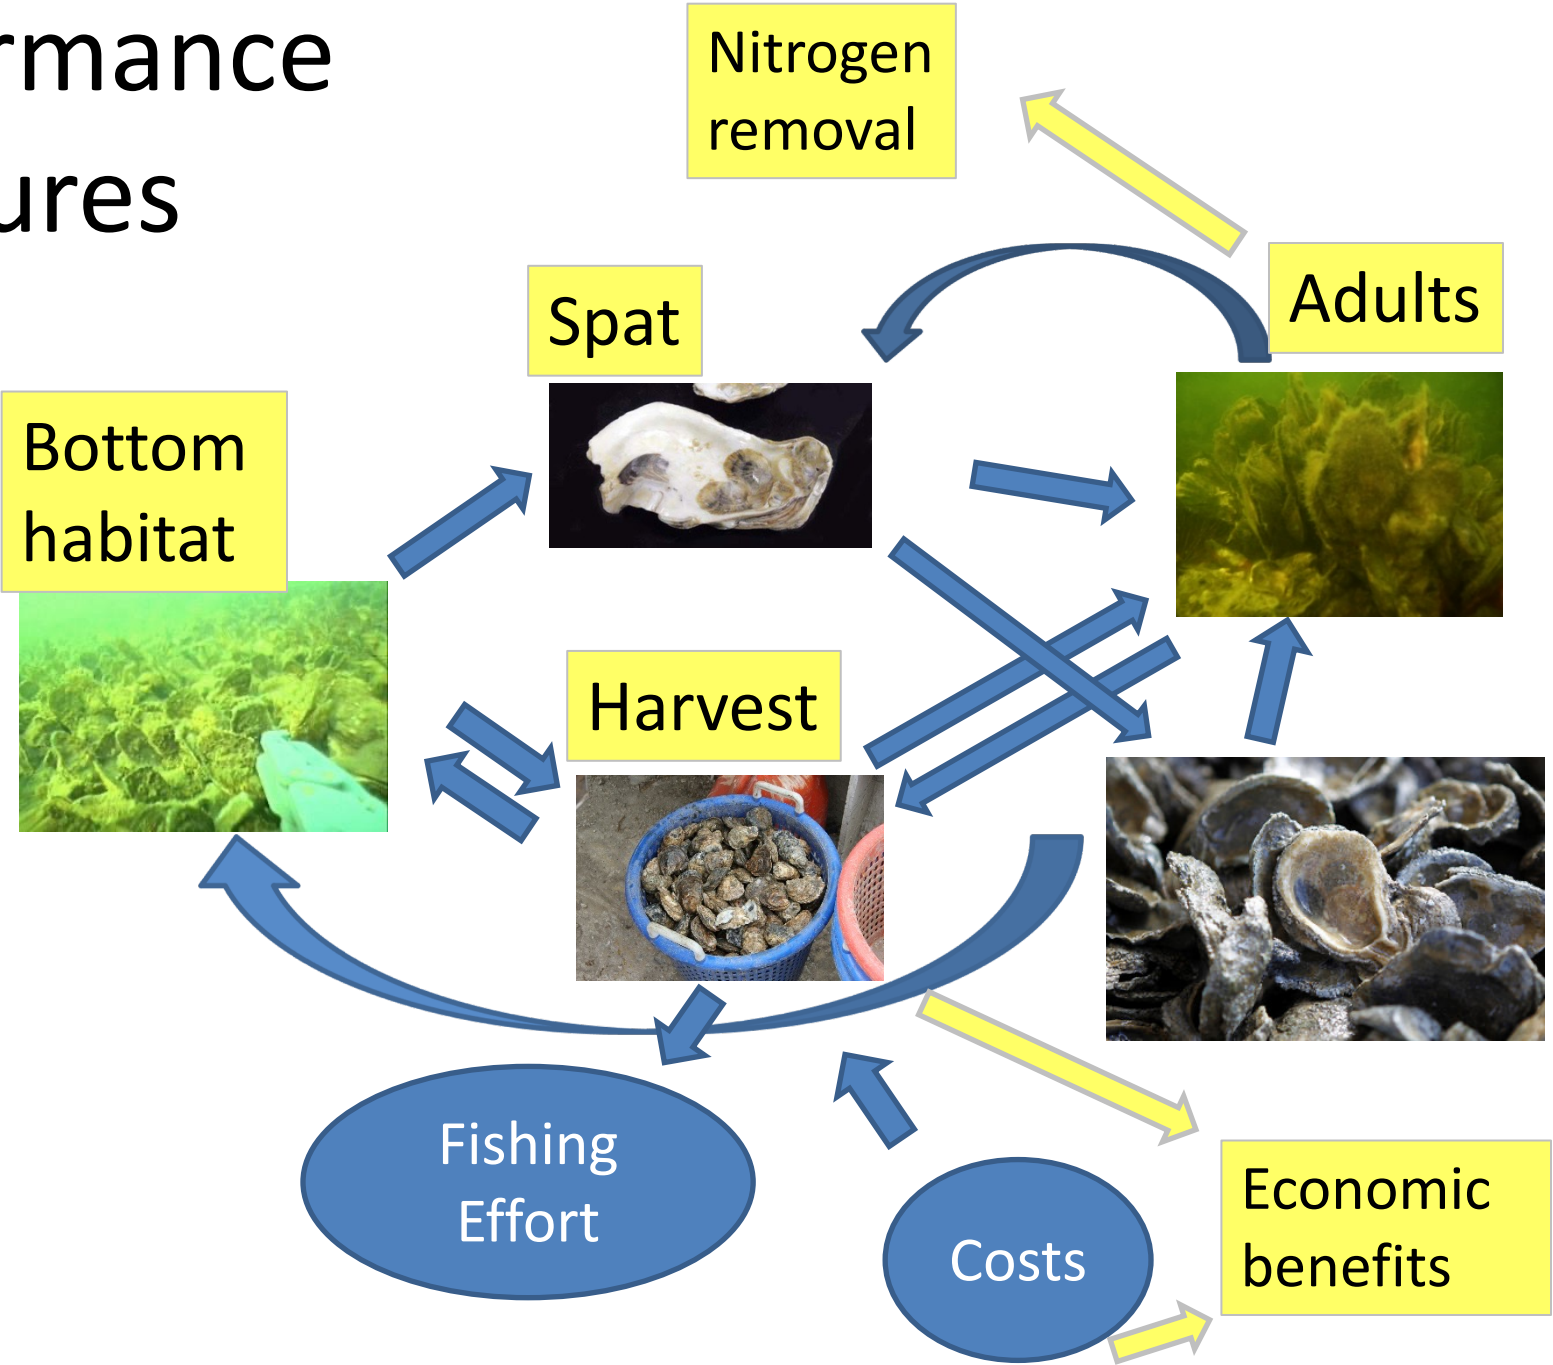 rmance
ures
Nitrogen
removal
Adults
Spat
Bottom
habitat
Harvest
Fishing
Effort
Costs
Economic
benefits